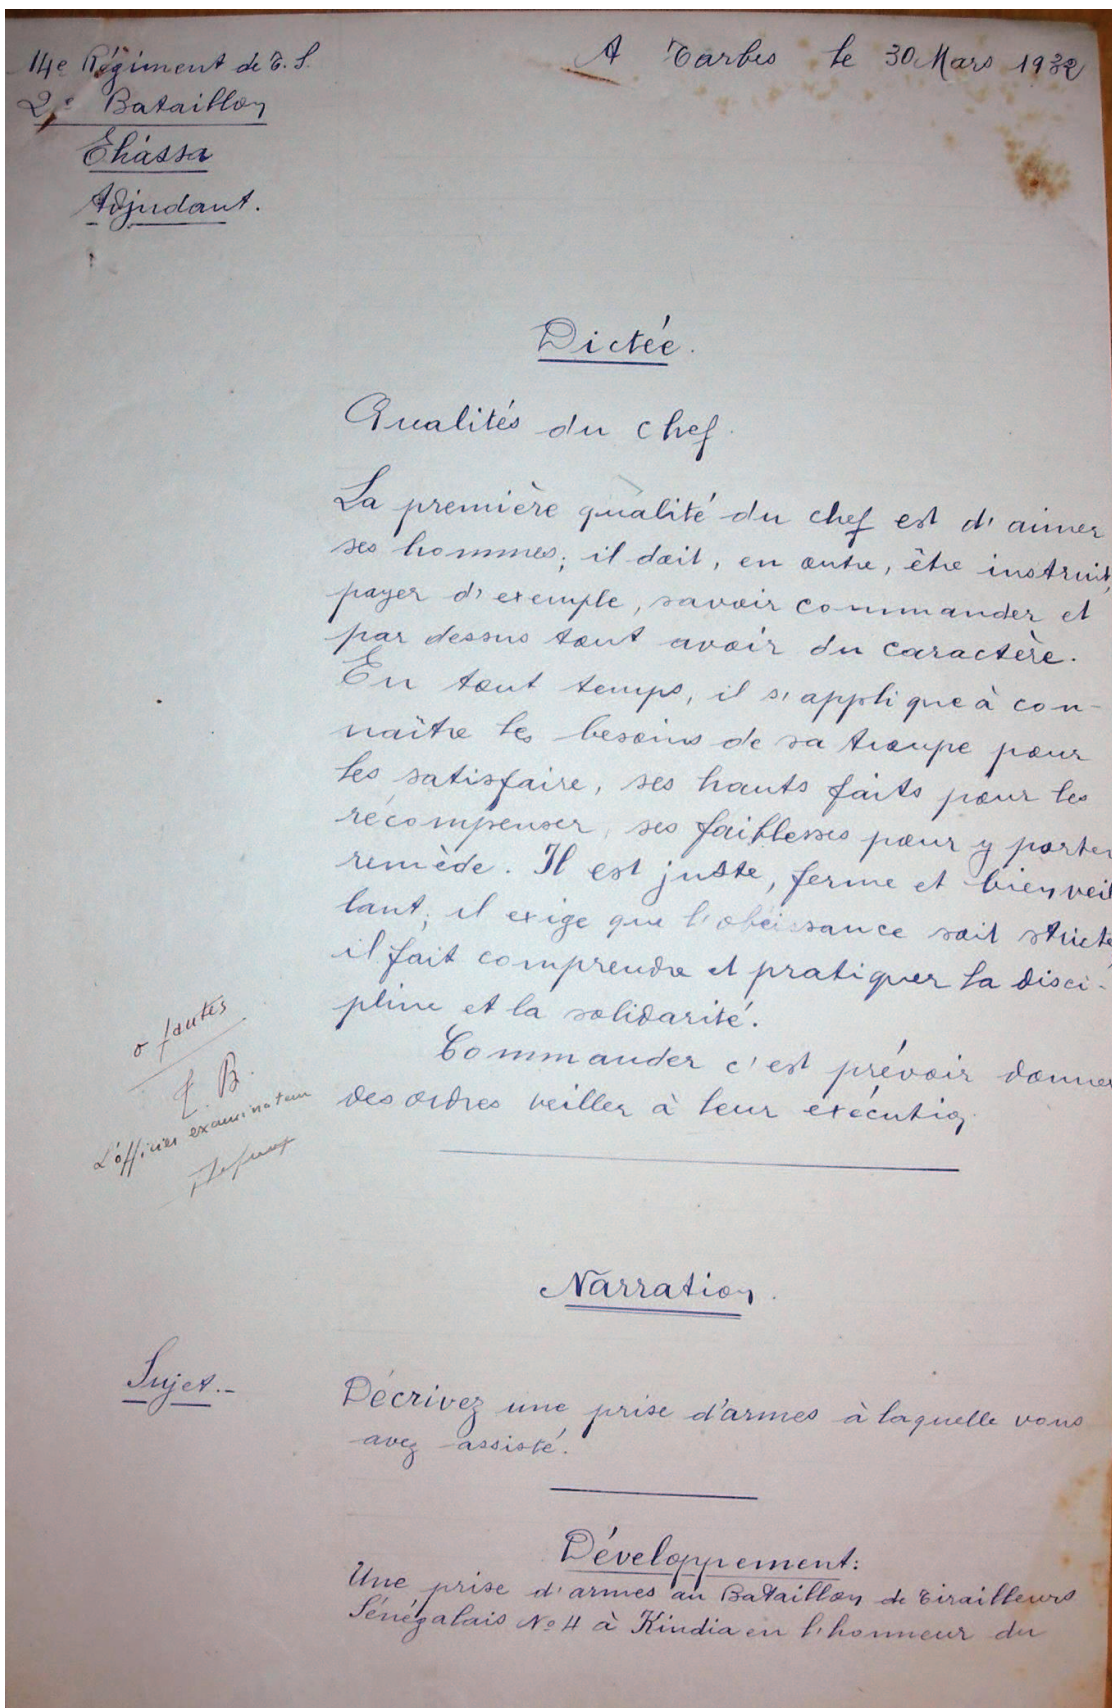 14e Régiment de T. S.
A Tarbes le 30 Mars 1932
2e Bataillon
Ehássa
Adjudant.
Dictée.
Qualités du chef.
La première qualité du chef est d'aimer
ses hommes; il doit, en outre, être instruit,
payer d'exemple, savoir commander et
par dessus tout avoir du caractère.
En tout temps, il s'applique à con-
naître les besoins de sa troupe pour
les satisfaire, ses hauts faits pour les
récompenser, ses faiblesses pour y porter
remède. Il est juste, ferme et bienveil
lant; il exige que l'obéissance soit stricte
il fait comprendre et pratiquer la disci-
pline et la solidarité.
Commander c'est prévoir donner
des ordres veiller à leur exécution
0 fautes
T. B.
L'officier examinateur
Narration.
Sujet.-
Décrivez une prise d'armes à laquelle vous
avez assisté.
Développement:
Une prise d'armes au Bataillon de Tirailleurs
Sénégalais No 4 à Kindia en l'honneur du